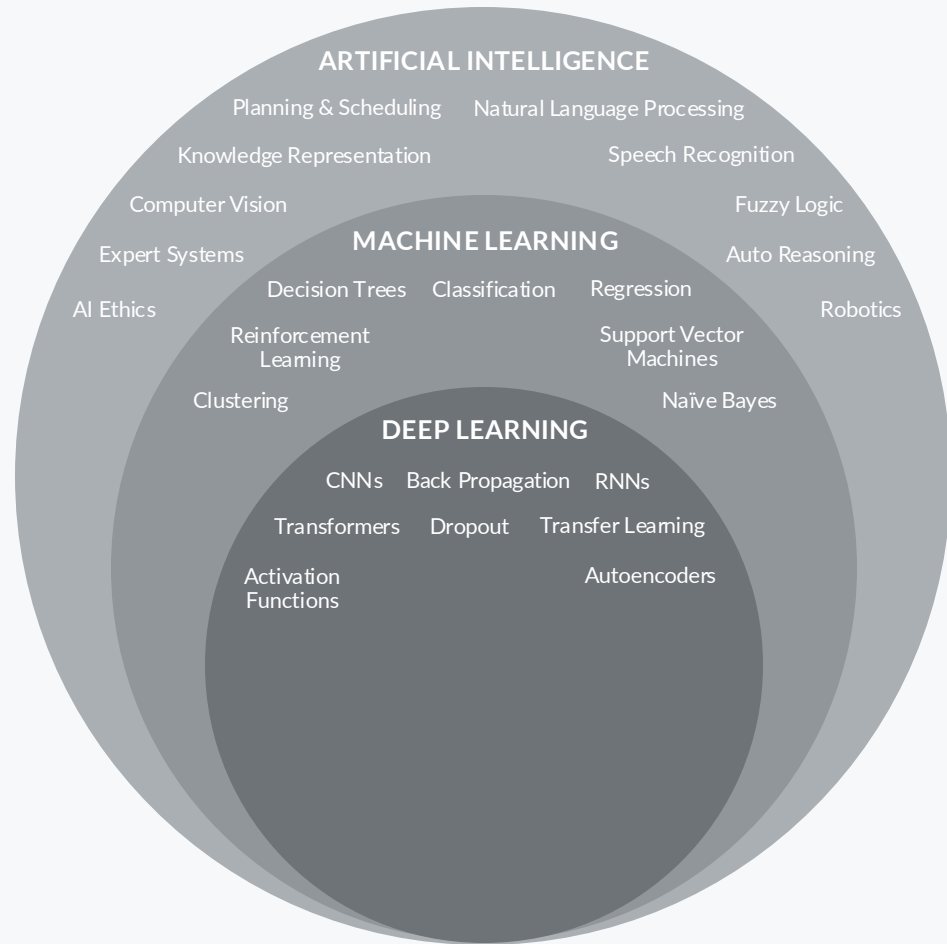 ARTIFICIAL INTELLIGENCE
Planning & Scheduling Natural Language Processing
Knowledge Representation Speech Recognition
Computer Vision Fuzzy Logic
Expert Systems Auto Reasoning
AI Ethics Robotics
MACHINE LEARNING
Decision Trees Classification Regression
Reinforcement
Learning
Support Vector
Machines
Clustering Naïve Bayes
DEEP LEARNING
CNNs Back Propagation RNNs
Transformers Dropout Transfer Learning
Activation
Functions
Autoencoders